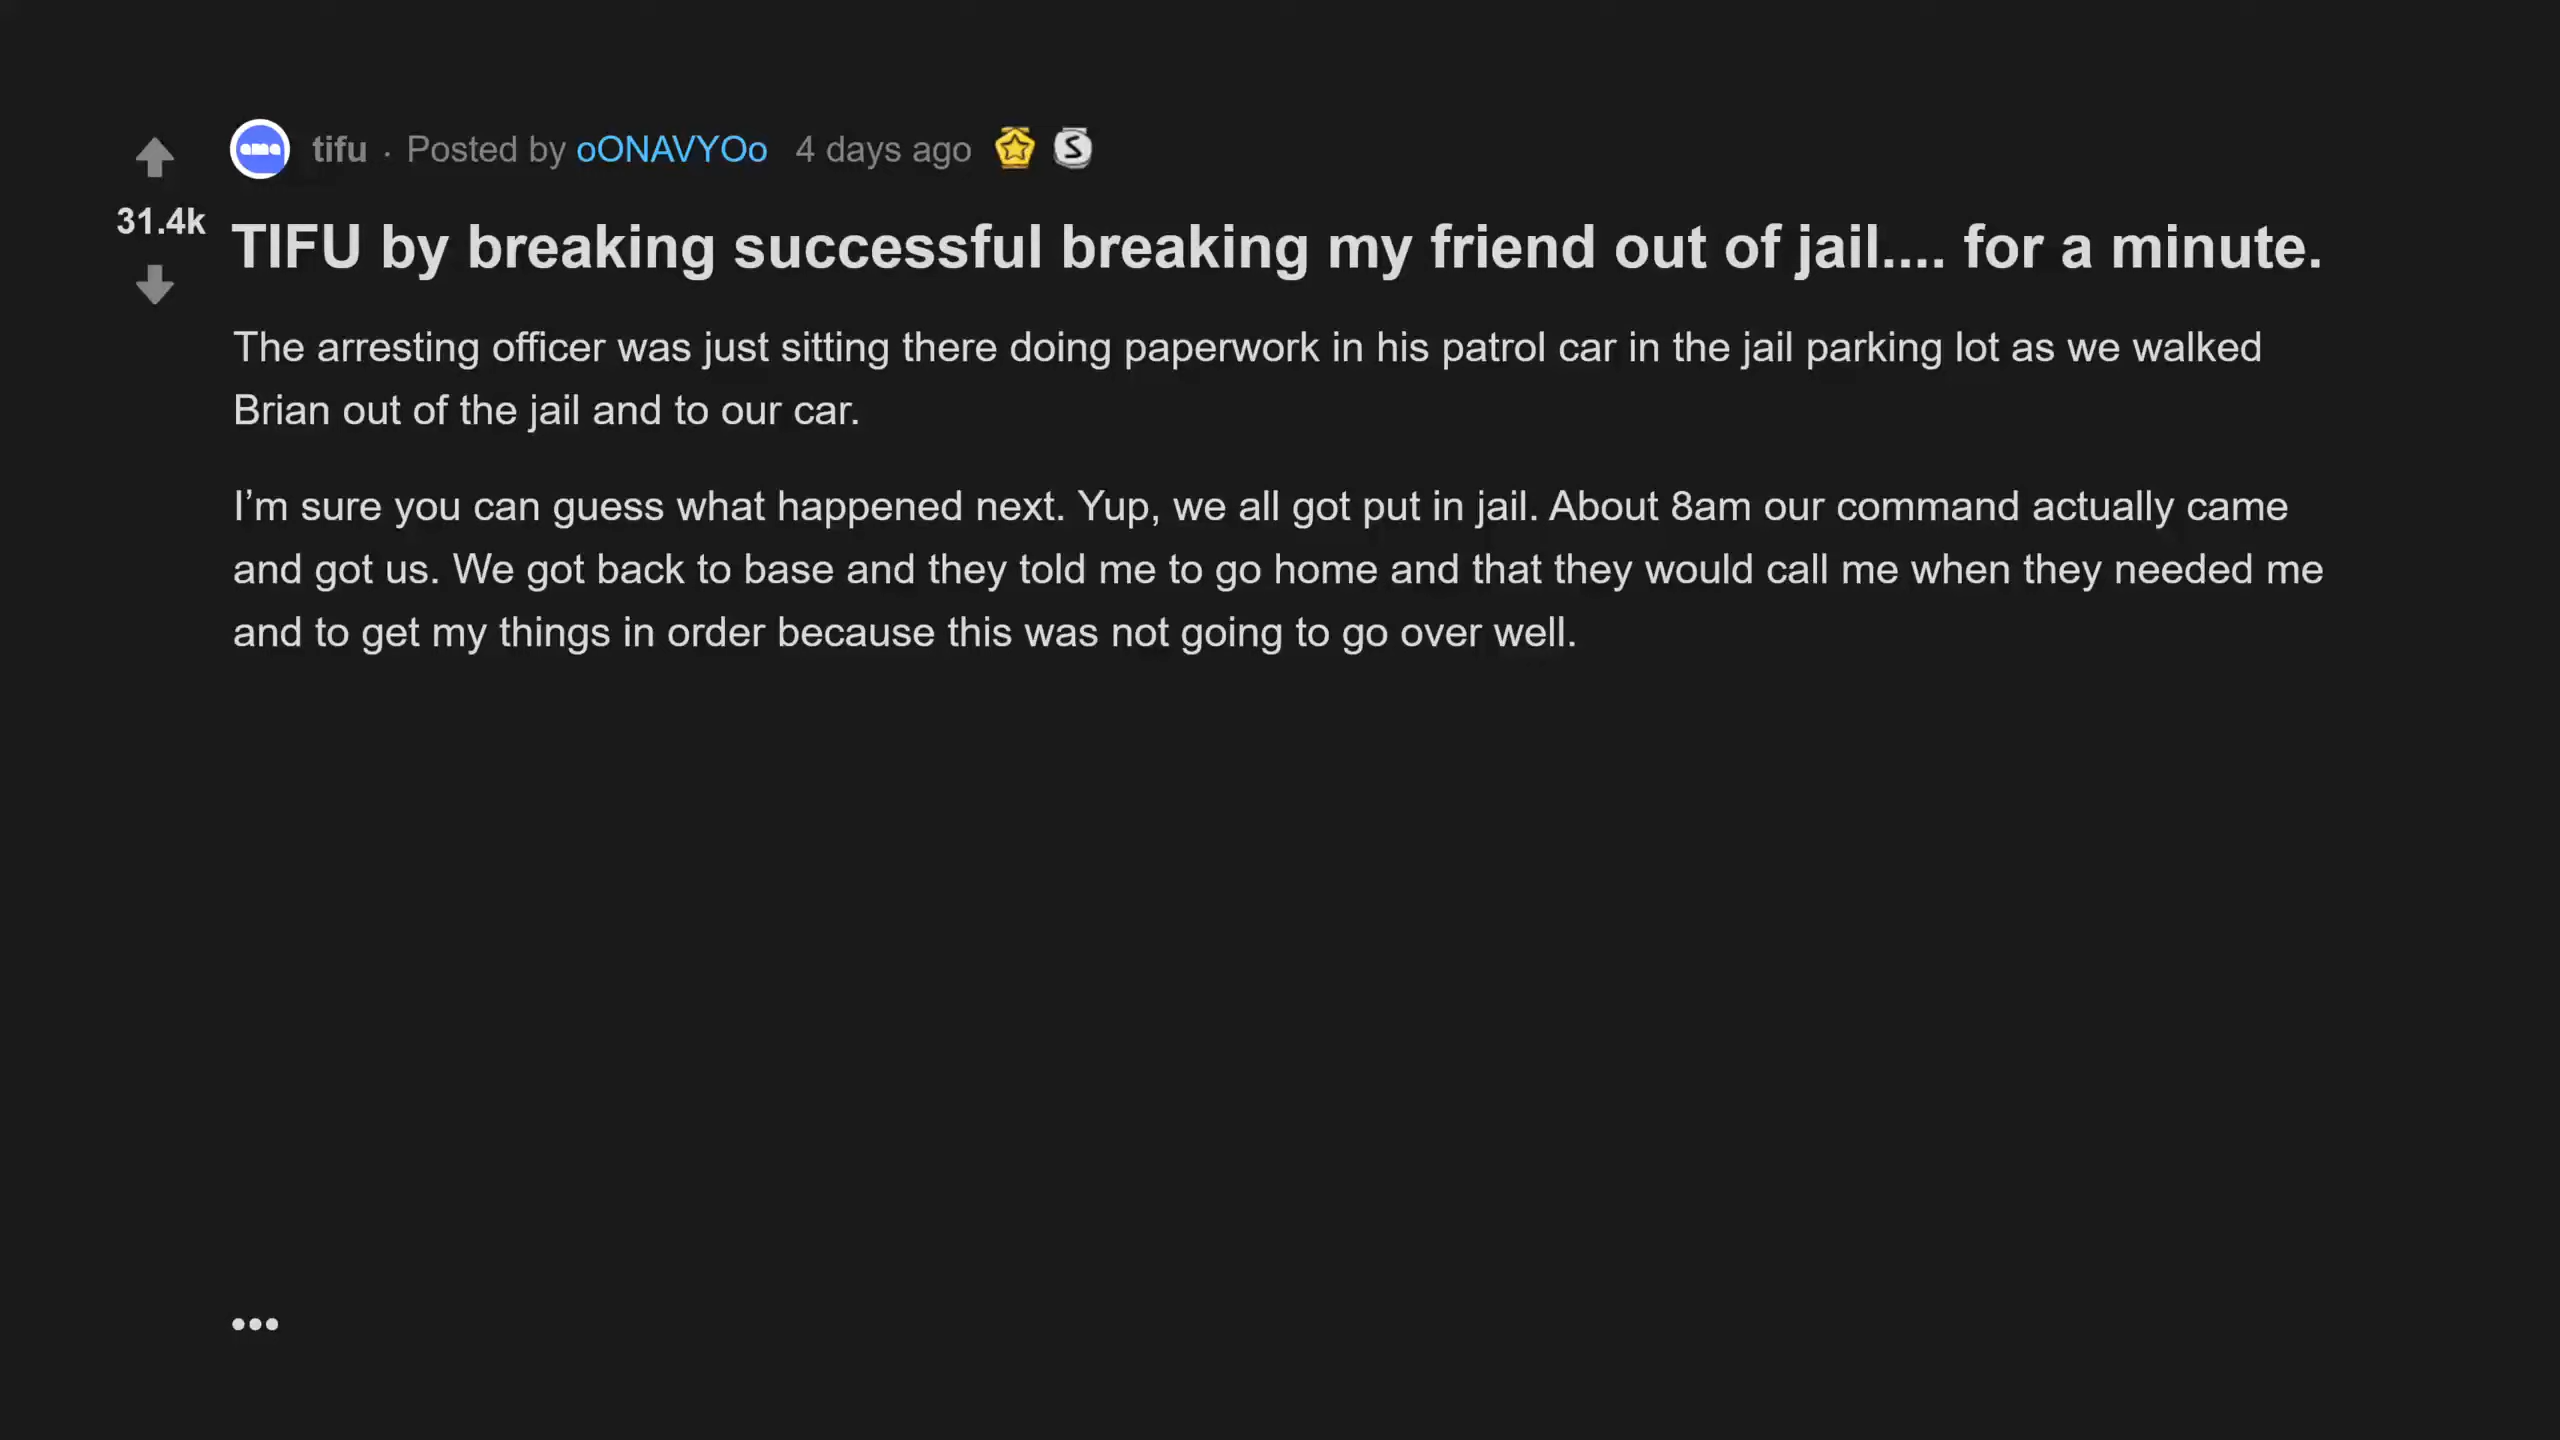 ama tifu · Posted by oONAVYOo 4 days ago S
31.4k
TIFU by breaking successful breaking my friend out of jail.... for a minute.
The arresting officer was just sitting there doing paperwork in his patrol car in the jail parking lot as we walked
Brian out of the jail and to our car.
I’m sure you can guess what happened next. Yup, we all got put in jail. About 8am our command actually came
and got us. We got back to base and they told me to go home and that they would call me when they needed me
and to get my things in order because this was not going to go over well.
•••